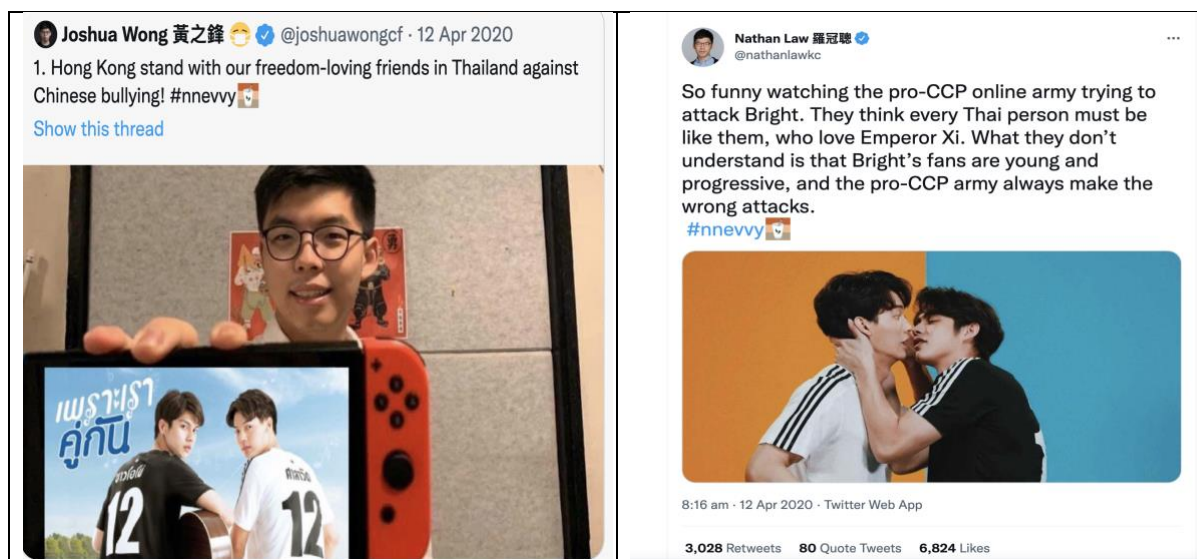 Joshua Wong 黃之鋒 😷 @joshuawongcf · 12 Apr 2020
1. Hong Kong stand with our freedom-loving friends in Thailand against
Chinese bullying! #nnevvy
Show this thread
เพราะเรา
คู่กัน
12
12
Nathan Law 羅冠聰
@nathanlawkc
So funny watching the pro-CCP online army trying to
attack Bright. They think every Thai person must be
like them, who love Emperor Xi. What they don't
understand is that Bright's fans are young and
progressive, and the pro-CCP army always make the
wrong attacks.
#nnevvy
8:16 am · 12 Apr 2020 · Twitter Web App
3,028 Retweets 80 Quote Tweets 6,824 Likes